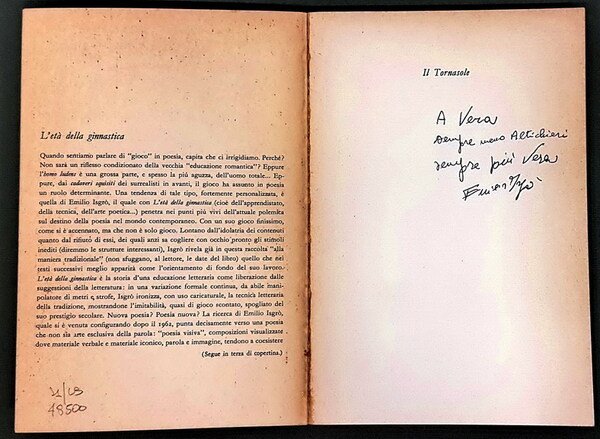 L'età della ginnastica
Quando sentiamo parlare di "gioco" in poesia, capita che ci irrigidiamo. Perché?
Non sarà un riflesso condizionato della vecchia "educazione romantica"? Eppure
l'homo ludens è una grossa parte, e spesso la più aguzza, dell'uomo totale... Ep-
pure, dai cadaveri squisiti dei surrealisti in avanti, il gioco ha assunto in poesia
un ruolo determinante. Una tendenza di tale tipo, fortemente personalizzata, è
quella di Emilio Isgrò, il quale con L'età della ginnastica (cioè dell'apprendistato,
della tecnica, dell'arte poetica...) penetra nei punti più vivi dell'attuale polemica
sul destino della poesia nel mondo contemporaneo. Con un suo gioco finissimo,
come si è accennato, ma che non è solo gioco. Lontano dall'idolatria dei contenuti
quanto dal rifiuto di essi, dei quali anzi sa cogliere con occhio pronto gli stimoli
inediti (diremmo le strutture interessanti), Isgrò rivela già in questa raccolta "alla
maniera tradizionale" (non sfuggano, al lettore, le date del libro) quello che nei
testi successivi meglio apparirà come l'orientamento di fondo del suo lavoro.
L'età della ginnastica è la storia d'una educazione letteraria come liberazione dalle
suggestioni della letteratura: in una variazione formale continua, da abile mani-
polatore di metri e strofe, Isgrò ironizza, con uso caricaturale, la tecnica letteraria
della tradizione, mostrandone l'imitabilità, quasi di gioco scontato, spogliato del
suo prestigio secolare. Nuova poesia? Poesia nuova? La ricerca di Emilio Isgrò,
quale si è venuta configurando dopo il 1962, punta decisamente verso una poesia
che non sia arte esclusiva della parola: "poesia visiva", composizioni visualizzate
dove materiale verbale e materiale iconico, parola e immagine, tendono a coesistere
(Segue in terza di copertina.)
48500
Il Tornasole
A Vera
sempre meno Altichieri
sempre più Vera
Emilio Isgrò